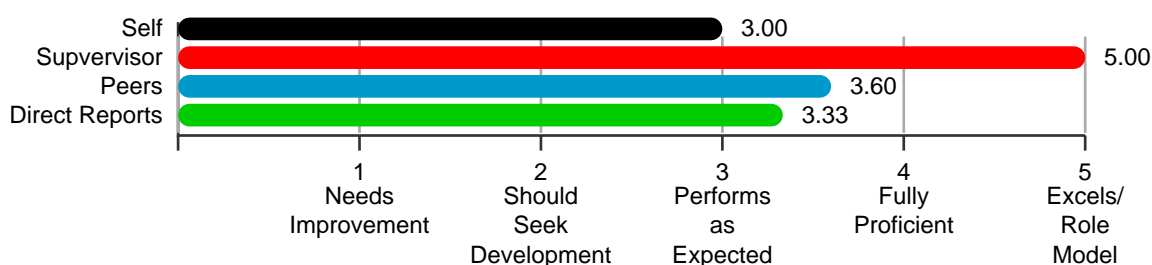 Self 3.00
Supvervisor 5.00
Peers 3.60
Direct Reports 3.33
1 2 3 4 5
Needs Should Performs Fully Excels/
Improvement Seek as Proficient Role
Development Expected Model